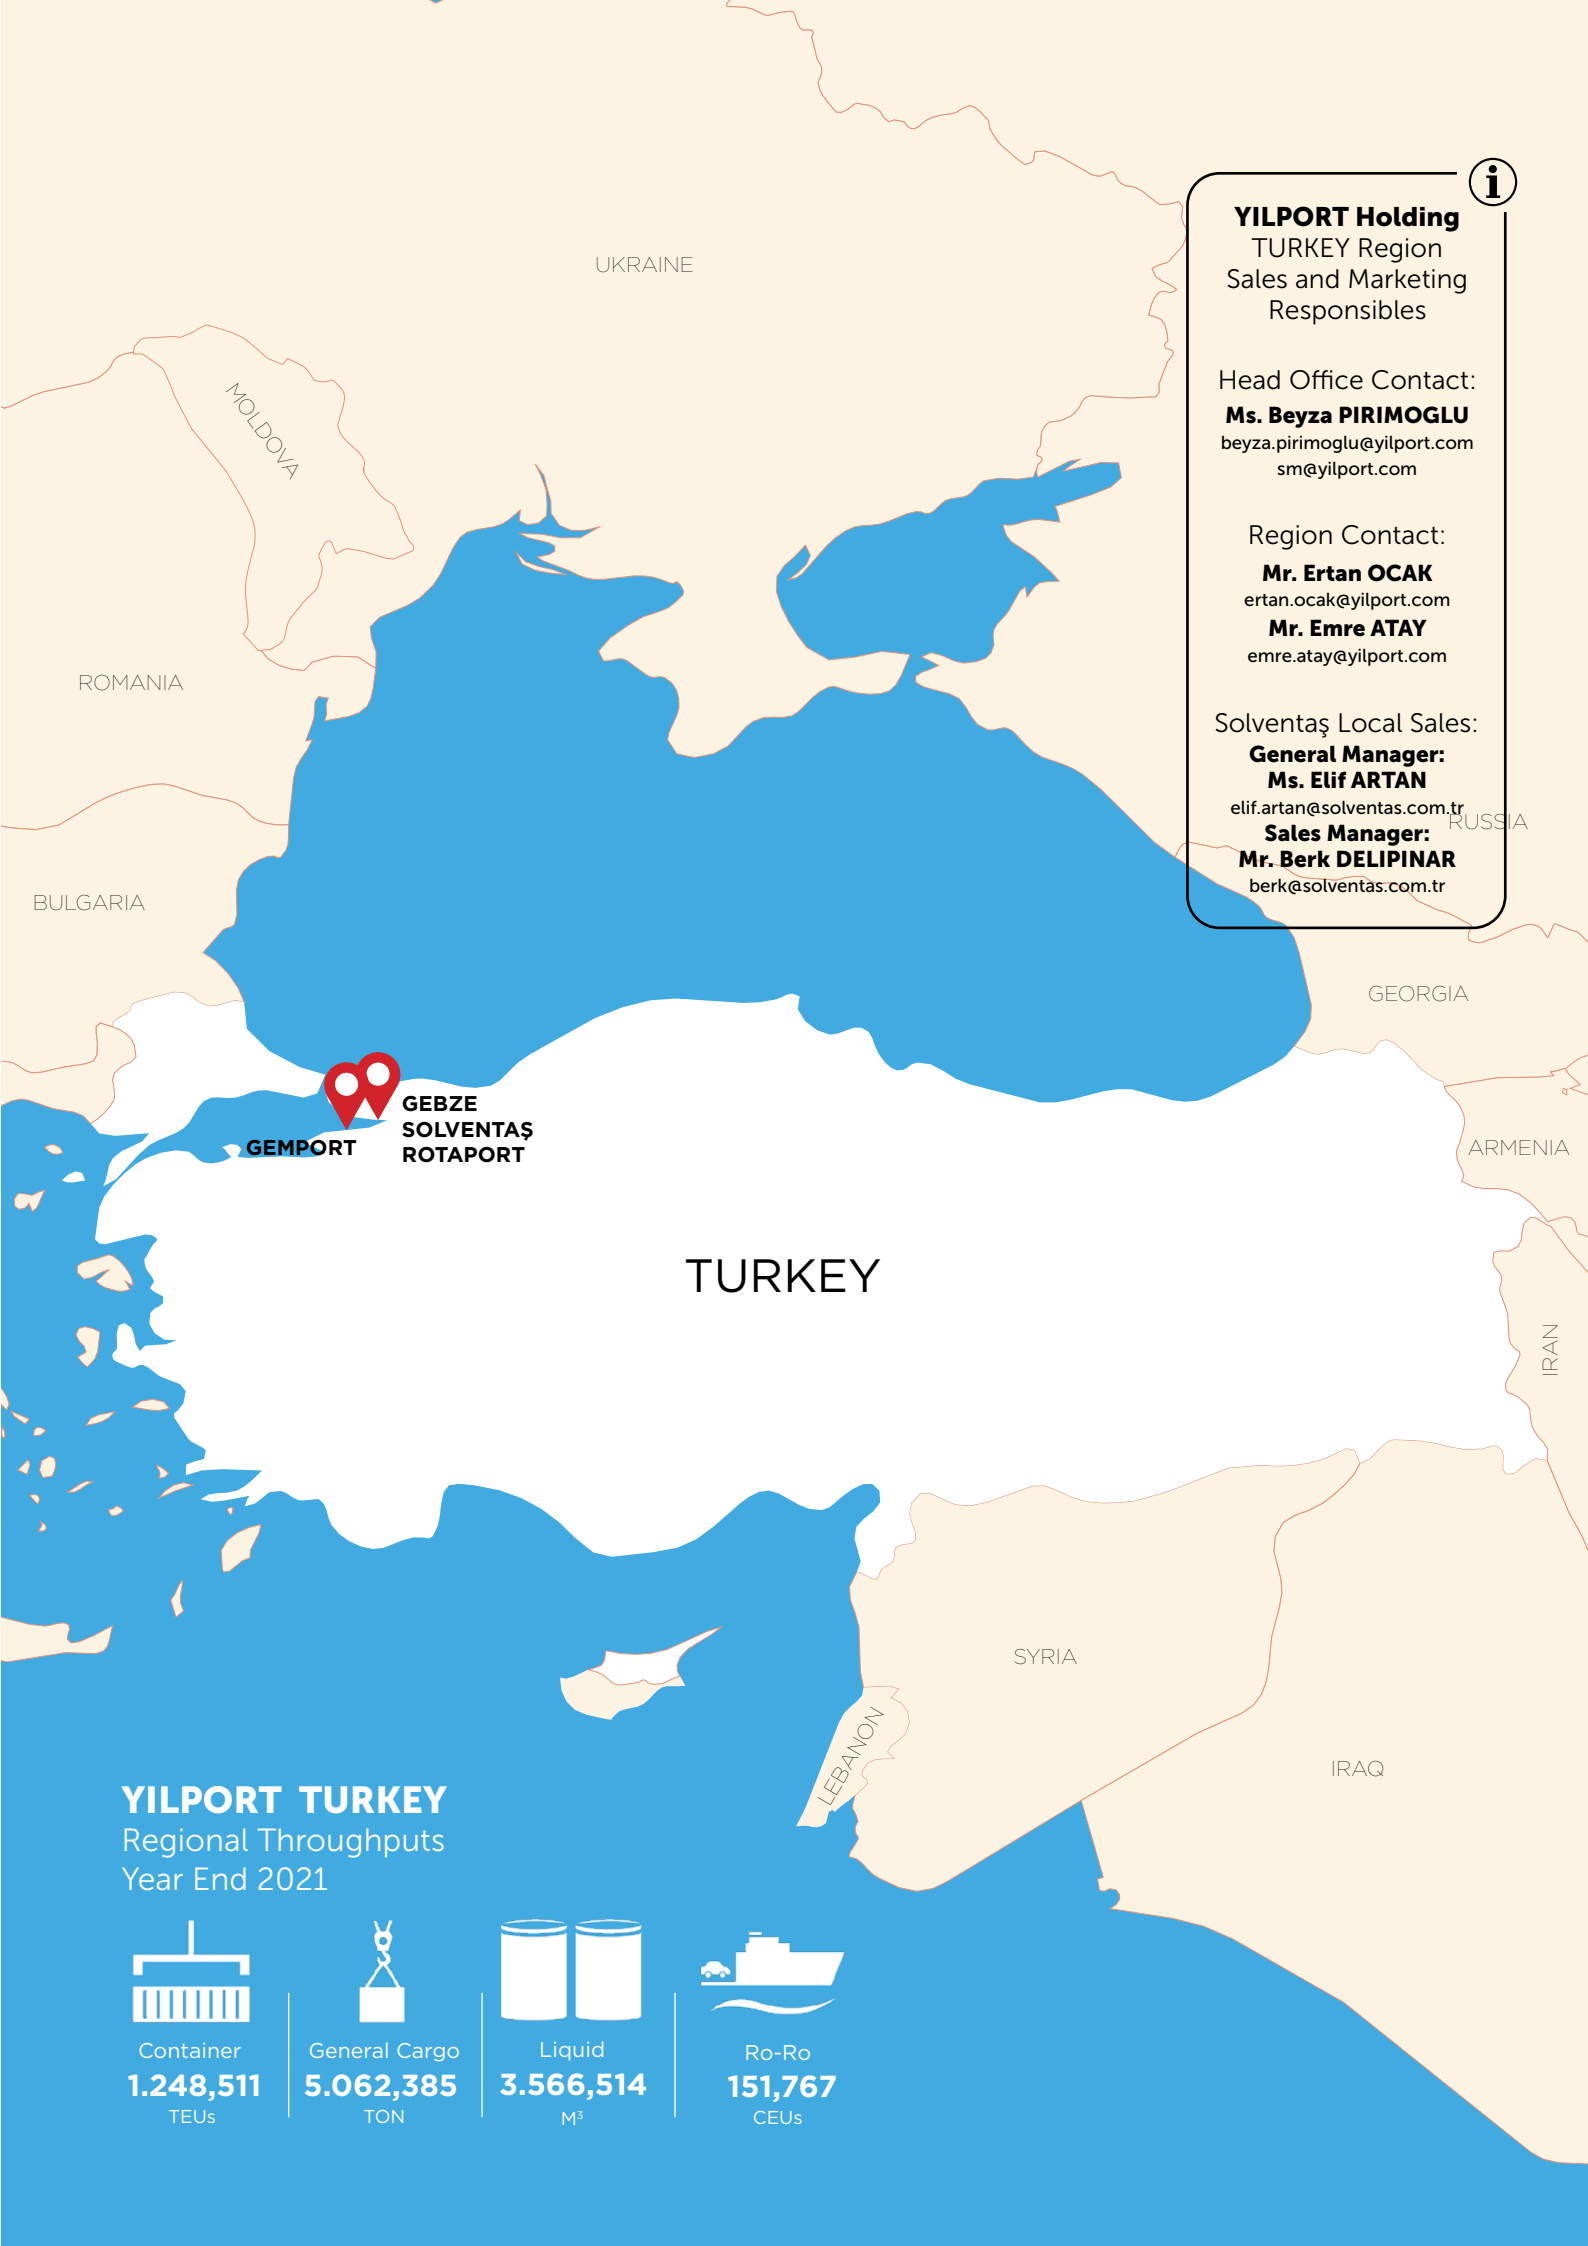 UKRAINE
MOLDOVA
ROMANIA
BULGARIA
i
YILPORT Holding
TURKEY Region
Sales and Marketing
Responsibles
Head Office Contact:
Ms. Beyza PIRIMOGLU
beyza.pirimoglu@yilport.com
sm@yilport.com
Region Contact:
Mr. Ertan OCAK
ertan.ocak@yilport.com
Mr. Emre ATAY
emre.atay@yilport.com
Solventaş Local Sales:
General Manager:
Ms. Elif ARTAN
elif.artan@solventas.com.tr
Sales Manager:
Mr. Berk DELIPINAR
berk@solventas.com.tr
RUSSIA
GEORGIA
ARMENIA
IRAN
GEMPORT
GEBZE
SOLVENTAŞ
ROTAPORT
TURKEY
SYRIA
LEBANON
IRAQ
YILPORT TURKEY
Regional Throughputs
Year End 2021
Container
1.248,511
TEUs
General Cargo
5.062,385
TON
Liquid
3.566,514
M³
Ro-Ro
151,767
CEUs